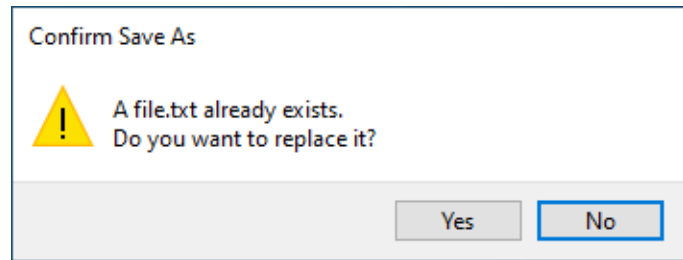 Confirm Save As
A file.txt already exists.
Do you want to replace it?
Yes
No